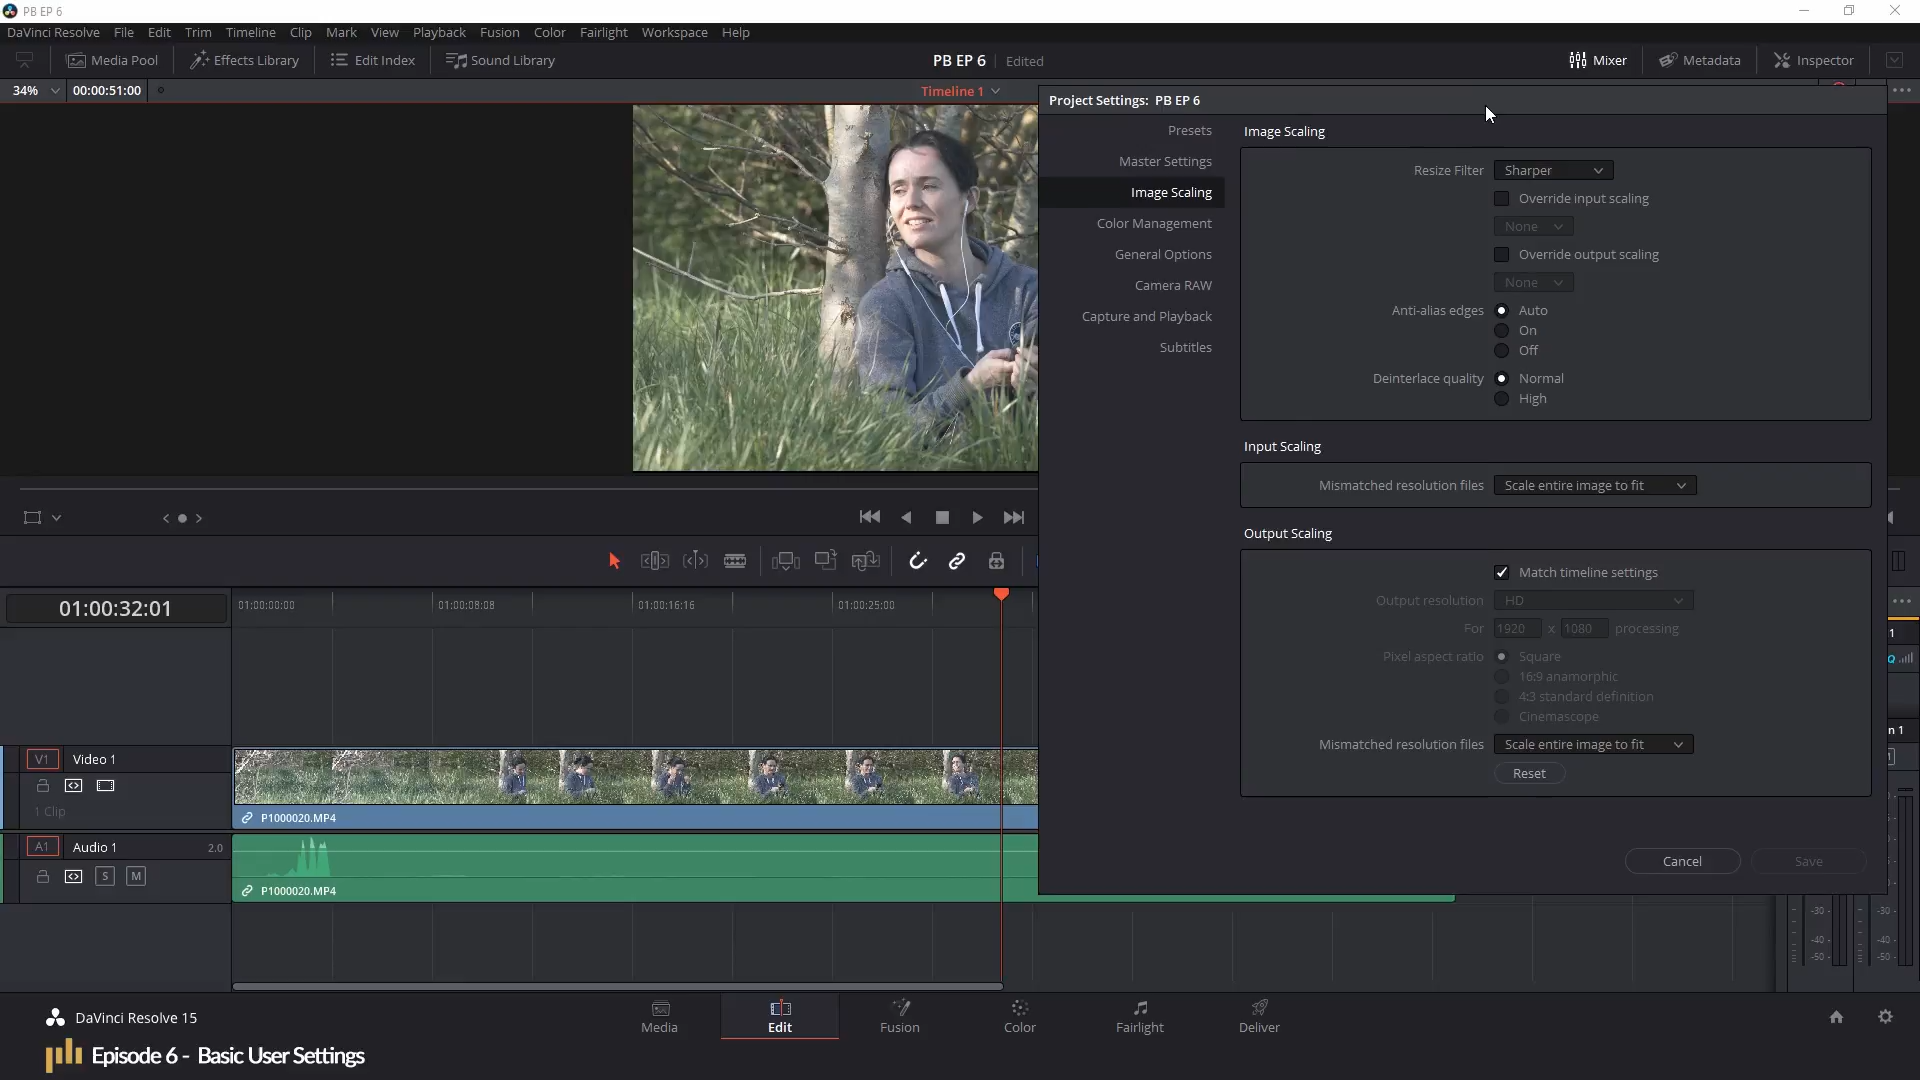 PB EP 6
DaVinci Resolve File Edit Trim Timeline Clip Mark View Playback Fusion Color Fairlight Workspace Help
Media Pool Effects Library Edit Index Sound Library PB EP 6 Edited Mixer Metadata Inspector
34% 00:00:51:00 Timeline 1
Project Settings: PB EP 6
Presets
Master Settings
Image Scaling
Color Management
General Options
Camera RAW
Capture and Playback
Subtitles
Image Scaling
Resize Filter Sharper
Override input scaling
None
Override output scaling
None
Anti-alias edges Auto
On
Off
Deinterlace quality Normal
High
Input Scaling
Mismatched resolution files Scale entire image to fit
Output Scaling
Match timeline settings
Output resolution HD
For 1920 x 1080 processing
Pixel aspect ratio Square
16:9 anamorphic
4:3 standard definition
Cinemascope
Mismatched resolution files Scale entire image to fit
Reset
Cancel Save
01:00:32:01
01:00:00:00 01:00:08:08 01:00:16:16 01:00:25:00
V1 Video 1
1 Clip
P1000020.MP4
A1 Audio 1 2.0
S M
P1000020.MP4
-30 -30
-40 -40
-50 -50
Media Edit Fusion Color Fairlight Deliver
DaVinci Resolve 15
Episode 6 - Basic User Settings